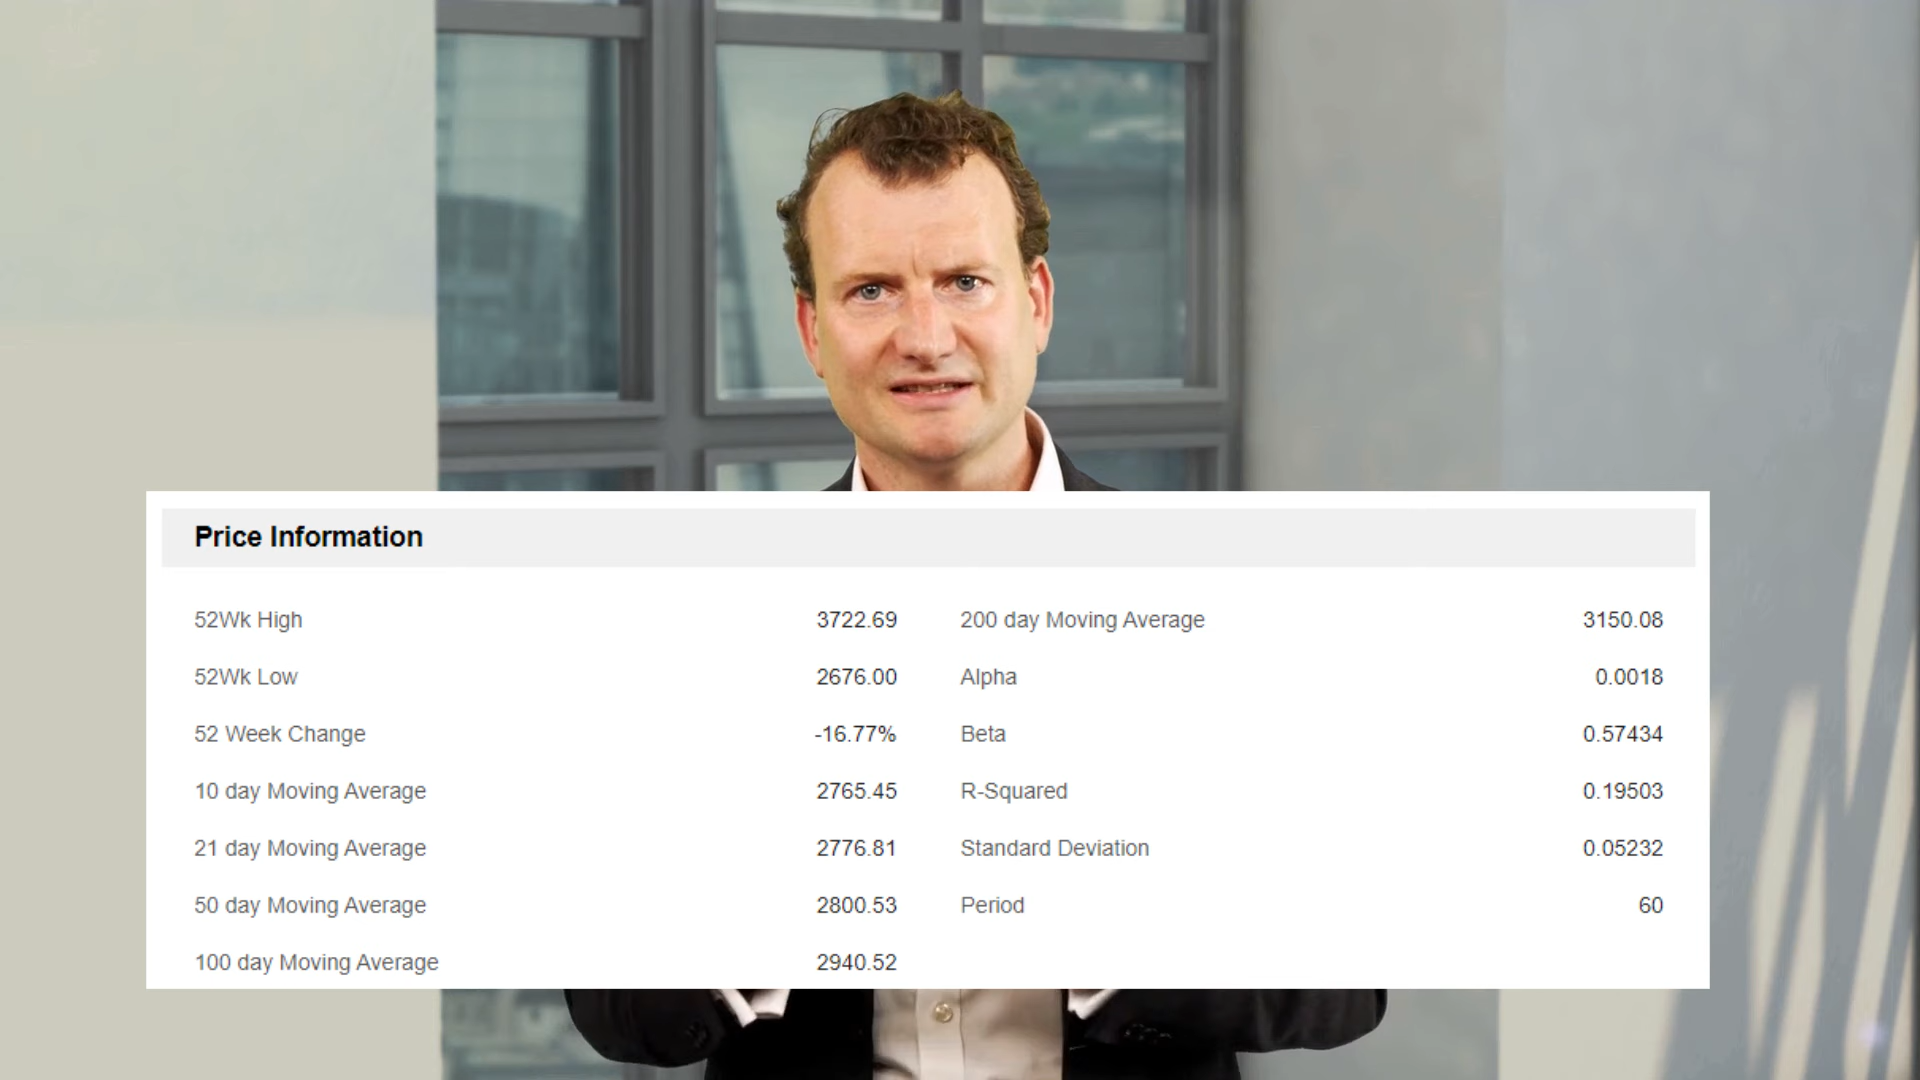 Price Information
52Wk High 3722.69 200 day Moving Average 3150.08
52Wk Low 2676.00 Alpha 0.0018
52 Week Change -16.77% Beta 0.57434
10 day Moving Average 2765.45 R-Squared 0.19503
21 day Moving Average 2776.81 Standard Deviation 0.05232
50 day Moving Average 2800.53 Period 60
100 day Moving Average 2940.52